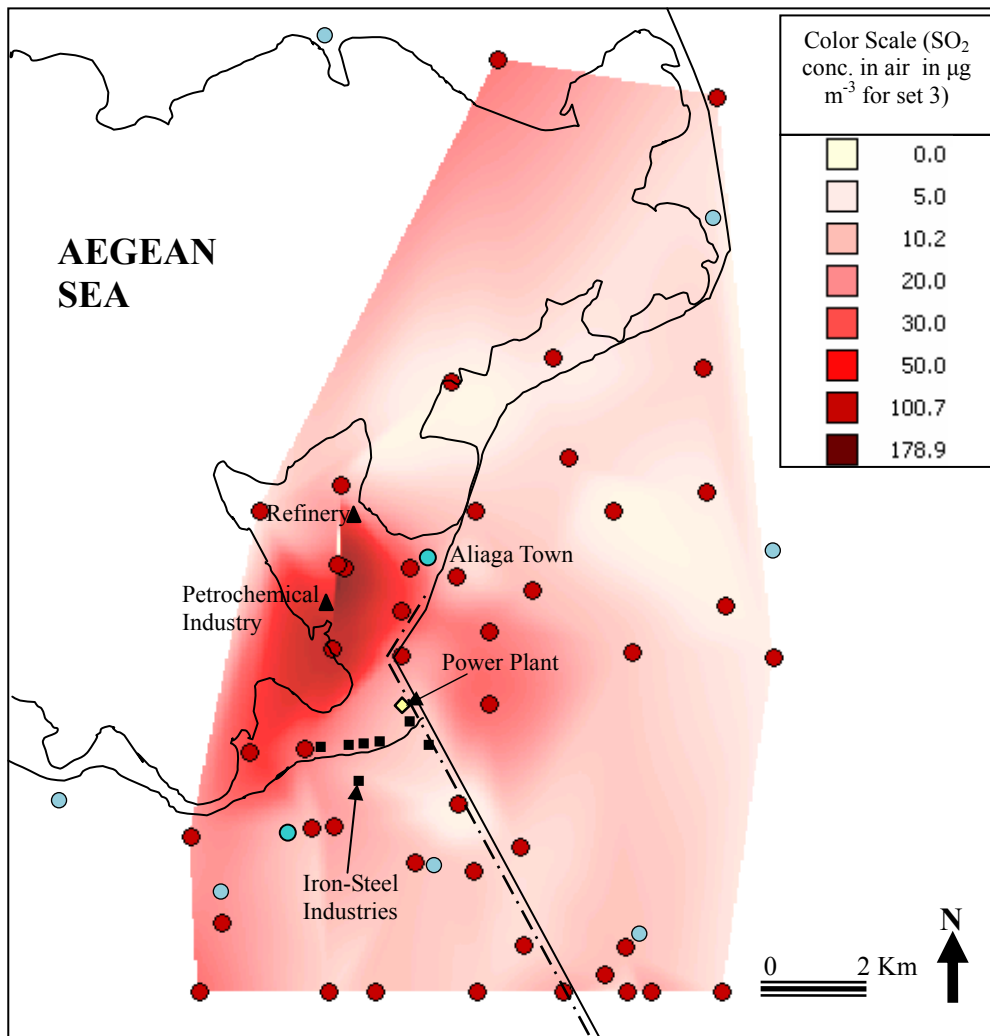 Color Scale (SO₂
conc. in air in µg
m⁻³ for set 3)
0.0
5.0
10.2
20.0
30.0
50.0
100.7
178.9
AEGEAN
SEA
Refinery
Aliaga Town
Petrochemical
Industry
Power Plant
Iron-Steel
Industries
N
0 2 Km